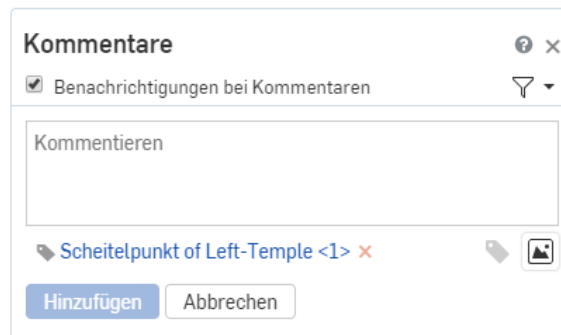 Kommentare
Benachrichtigungen bei Kommentaren
Kommentieren
Scheitelpunkt of Left-Temple <1>
Hinzufügen Abbrechen